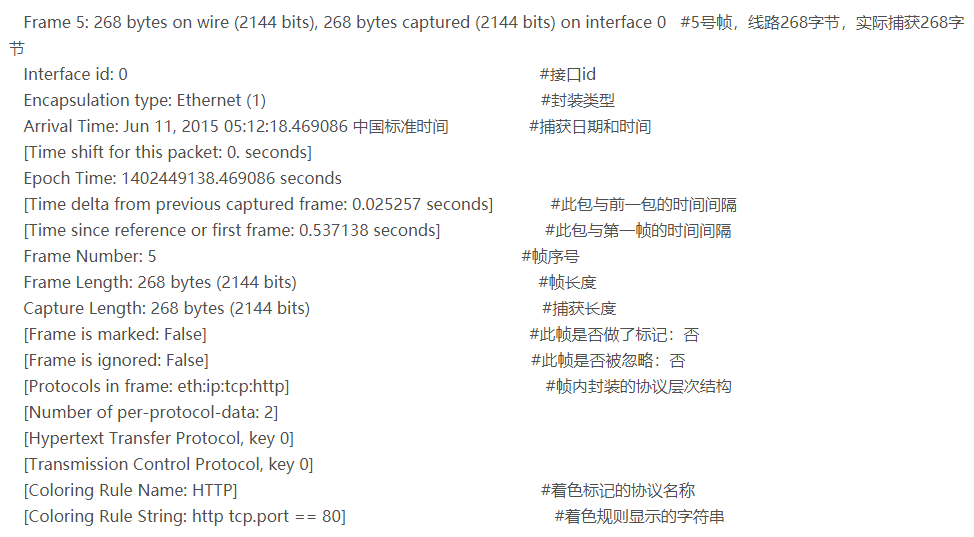 Frame 5: 268 bytes on wire (2144 bits), 268 bytes captured (2144 bits) on interface 0 #5号帧，线路268字节，实际捕获268字
节
Interface id: 0 #接口id
Encapsulation type: Ethernet (1) #封装类型
Arrival Time: Jun 11, 2015 05:12:18.469086 中国标准时间 #捕获日期和时间
[Time shift for this packet: 0. seconds]
Epoch Time: 1402449138.469086 seconds
[Time delta from previous captured frame: 0.025257 seconds] #此包与前一包的时间间隔
[Time since reference or first frame: 0.537138 seconds] #此包与第一帧的时间间隔
Frame Number: 5 #帧序号
Frame Length: 268 bytes (2144 bits) #帧长度
Capture Length: 268 bytes (2144 bits) #捕获长度
[Frame is marked: False] #此帧是否做了标记：否
[Frame is ignored: False] #此帧是否被忽略：否
[Protocols in frame: eth:ip:tcp:http] #帧内封装的协议层次结构
[Number of per-protocol-data: 2]
[Hypertext Transfer Protocol, key 0]
[Transmission Control Protocol, key 0]
[Coloring Rule Name: HTTP] #着色标记的协议名称
[Coloring Rule String: http tcp.port == 80] #着色规则显示的字符串